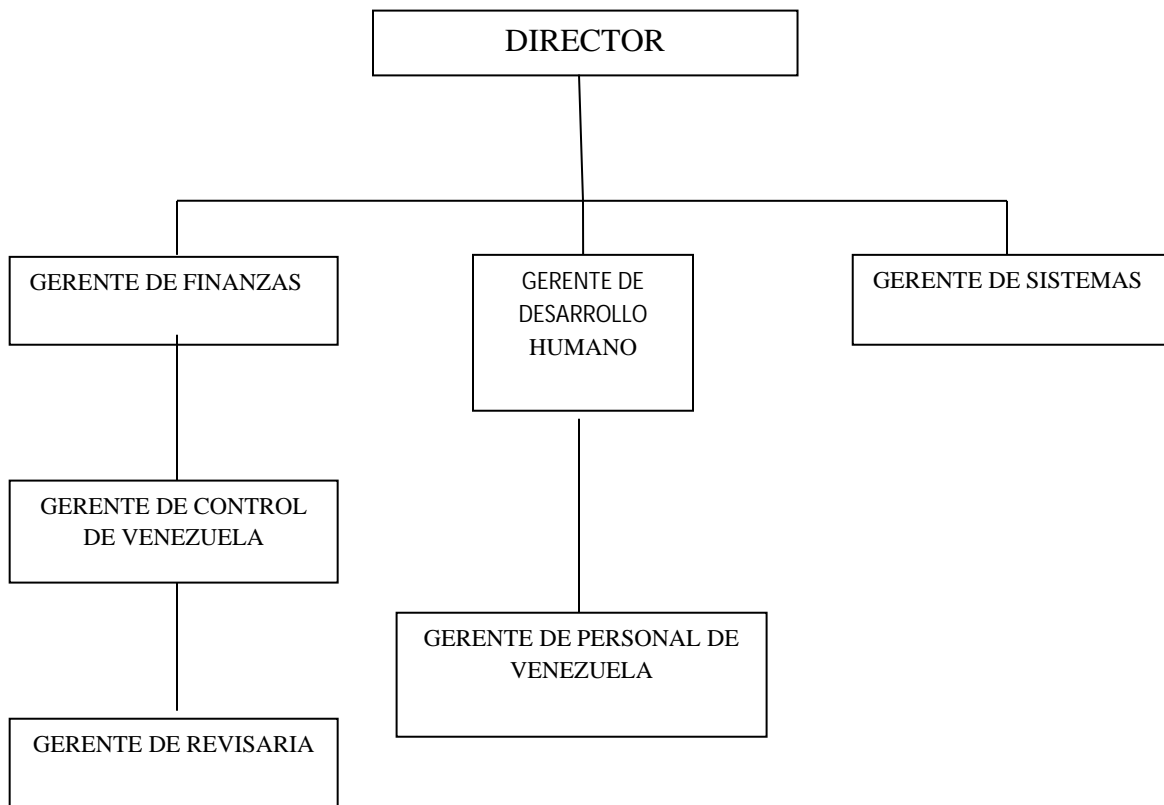 DIRECTOR
GERENTE DE FINANZAS
GERENTE DE
DESARROLLO
HUMANO
GERENTE DE SISTEMAS
GERENTE DE CONTROL
DE VENEZUELA
GERENTE DE PERSONAL DE
VENEZUELA
GERENTE DE REVISARIA